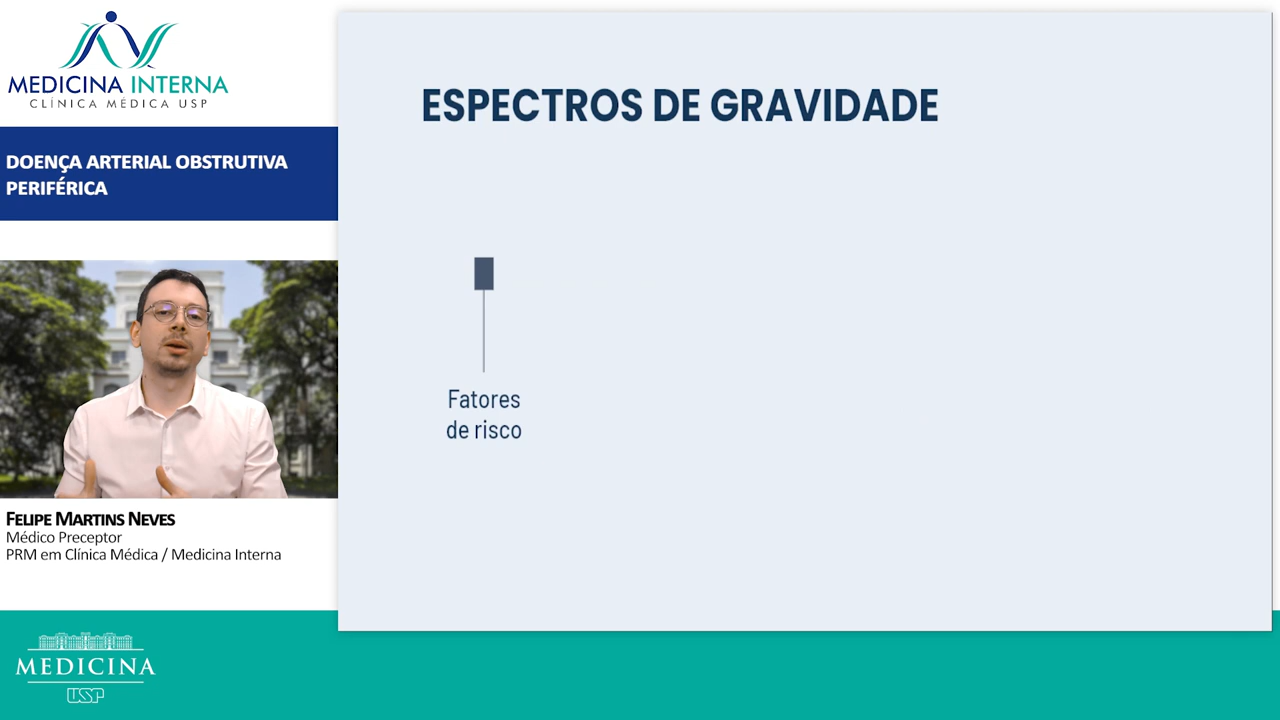 MEDICINA INTERNA
CLÍNICA MÉDICA USP
DOENÇA ARTERIAL OBSTRUTIVA
PERIFÉRICA
FELIPE MARTINS NEVES
Médico Preceptor
PRM em Clínica Médica / Medicina Interna
MEDICINA
USP
ESPECTROS DE GRAVIDADE
Fatores
de risco